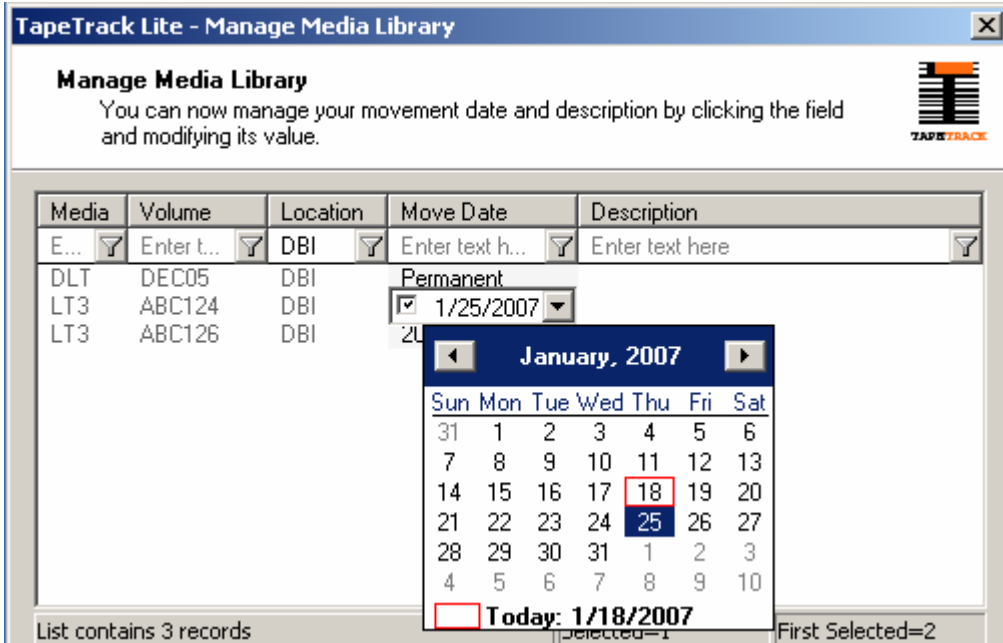 TapeTrack Lite - Manage Media Library
Manage Media Library
You can now manage your movement date and description by clicking the field
and modifying its value.
TAPETRACK
Media Volume Location Move Date Description
E... Enter t... DBI Enter text h... Enter text here
DLT DEC05 DBI Permanent
LT3 ABC124 DBI 1/25/2007
LT3 ABC126 DBI
January, 2007
Sun Mon Tue Wed Thu Fri Sat
31 1 2 3 4 5 6
7 8 9 10 11 12 13
14 15 16 17 18 19 20
21 22 23 24 25 26 27
28 29 30 31 1 2 3
4 5 6 7 8 9 10
Today: 1/18/2007
List contains 3 records Selected=1 First Selected=2